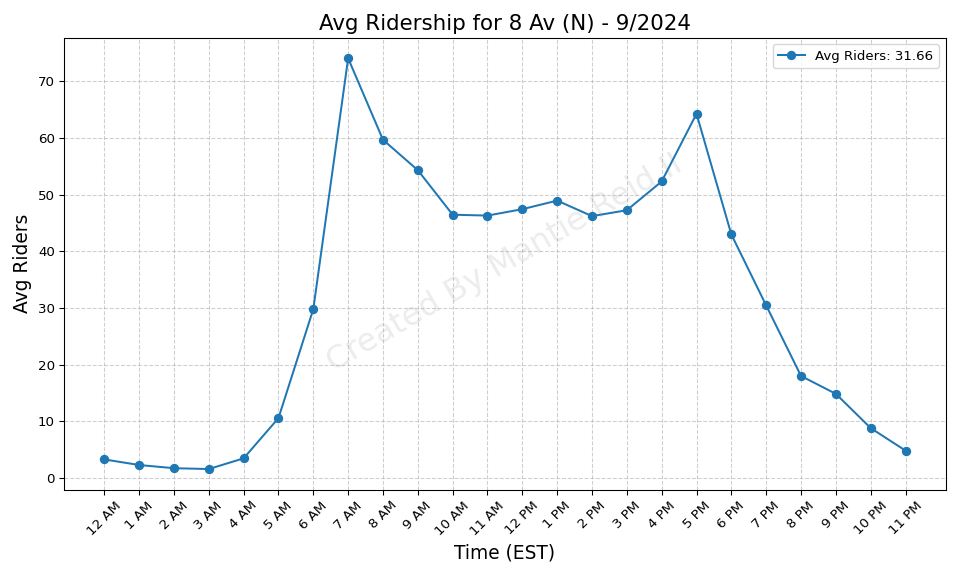 Avg Ridership for 8 Av (N) - 9/2024
Avg Riders: 31.66
Avg Riders
70
60
50
40
30
20
10
0
Created By Mantle Reid II
12 AM
1 AM
2 AM
3 AM
4 AM
5 AM
6 AM
7 AM
8 AM
9 AM
10 AM
11 AM
12 PM
1 PM
2 PM
3 PM
4 PM
5 PM
6 PM
7 PM
8 PM
9 PM
10 PM
11 PM
Time (EST)